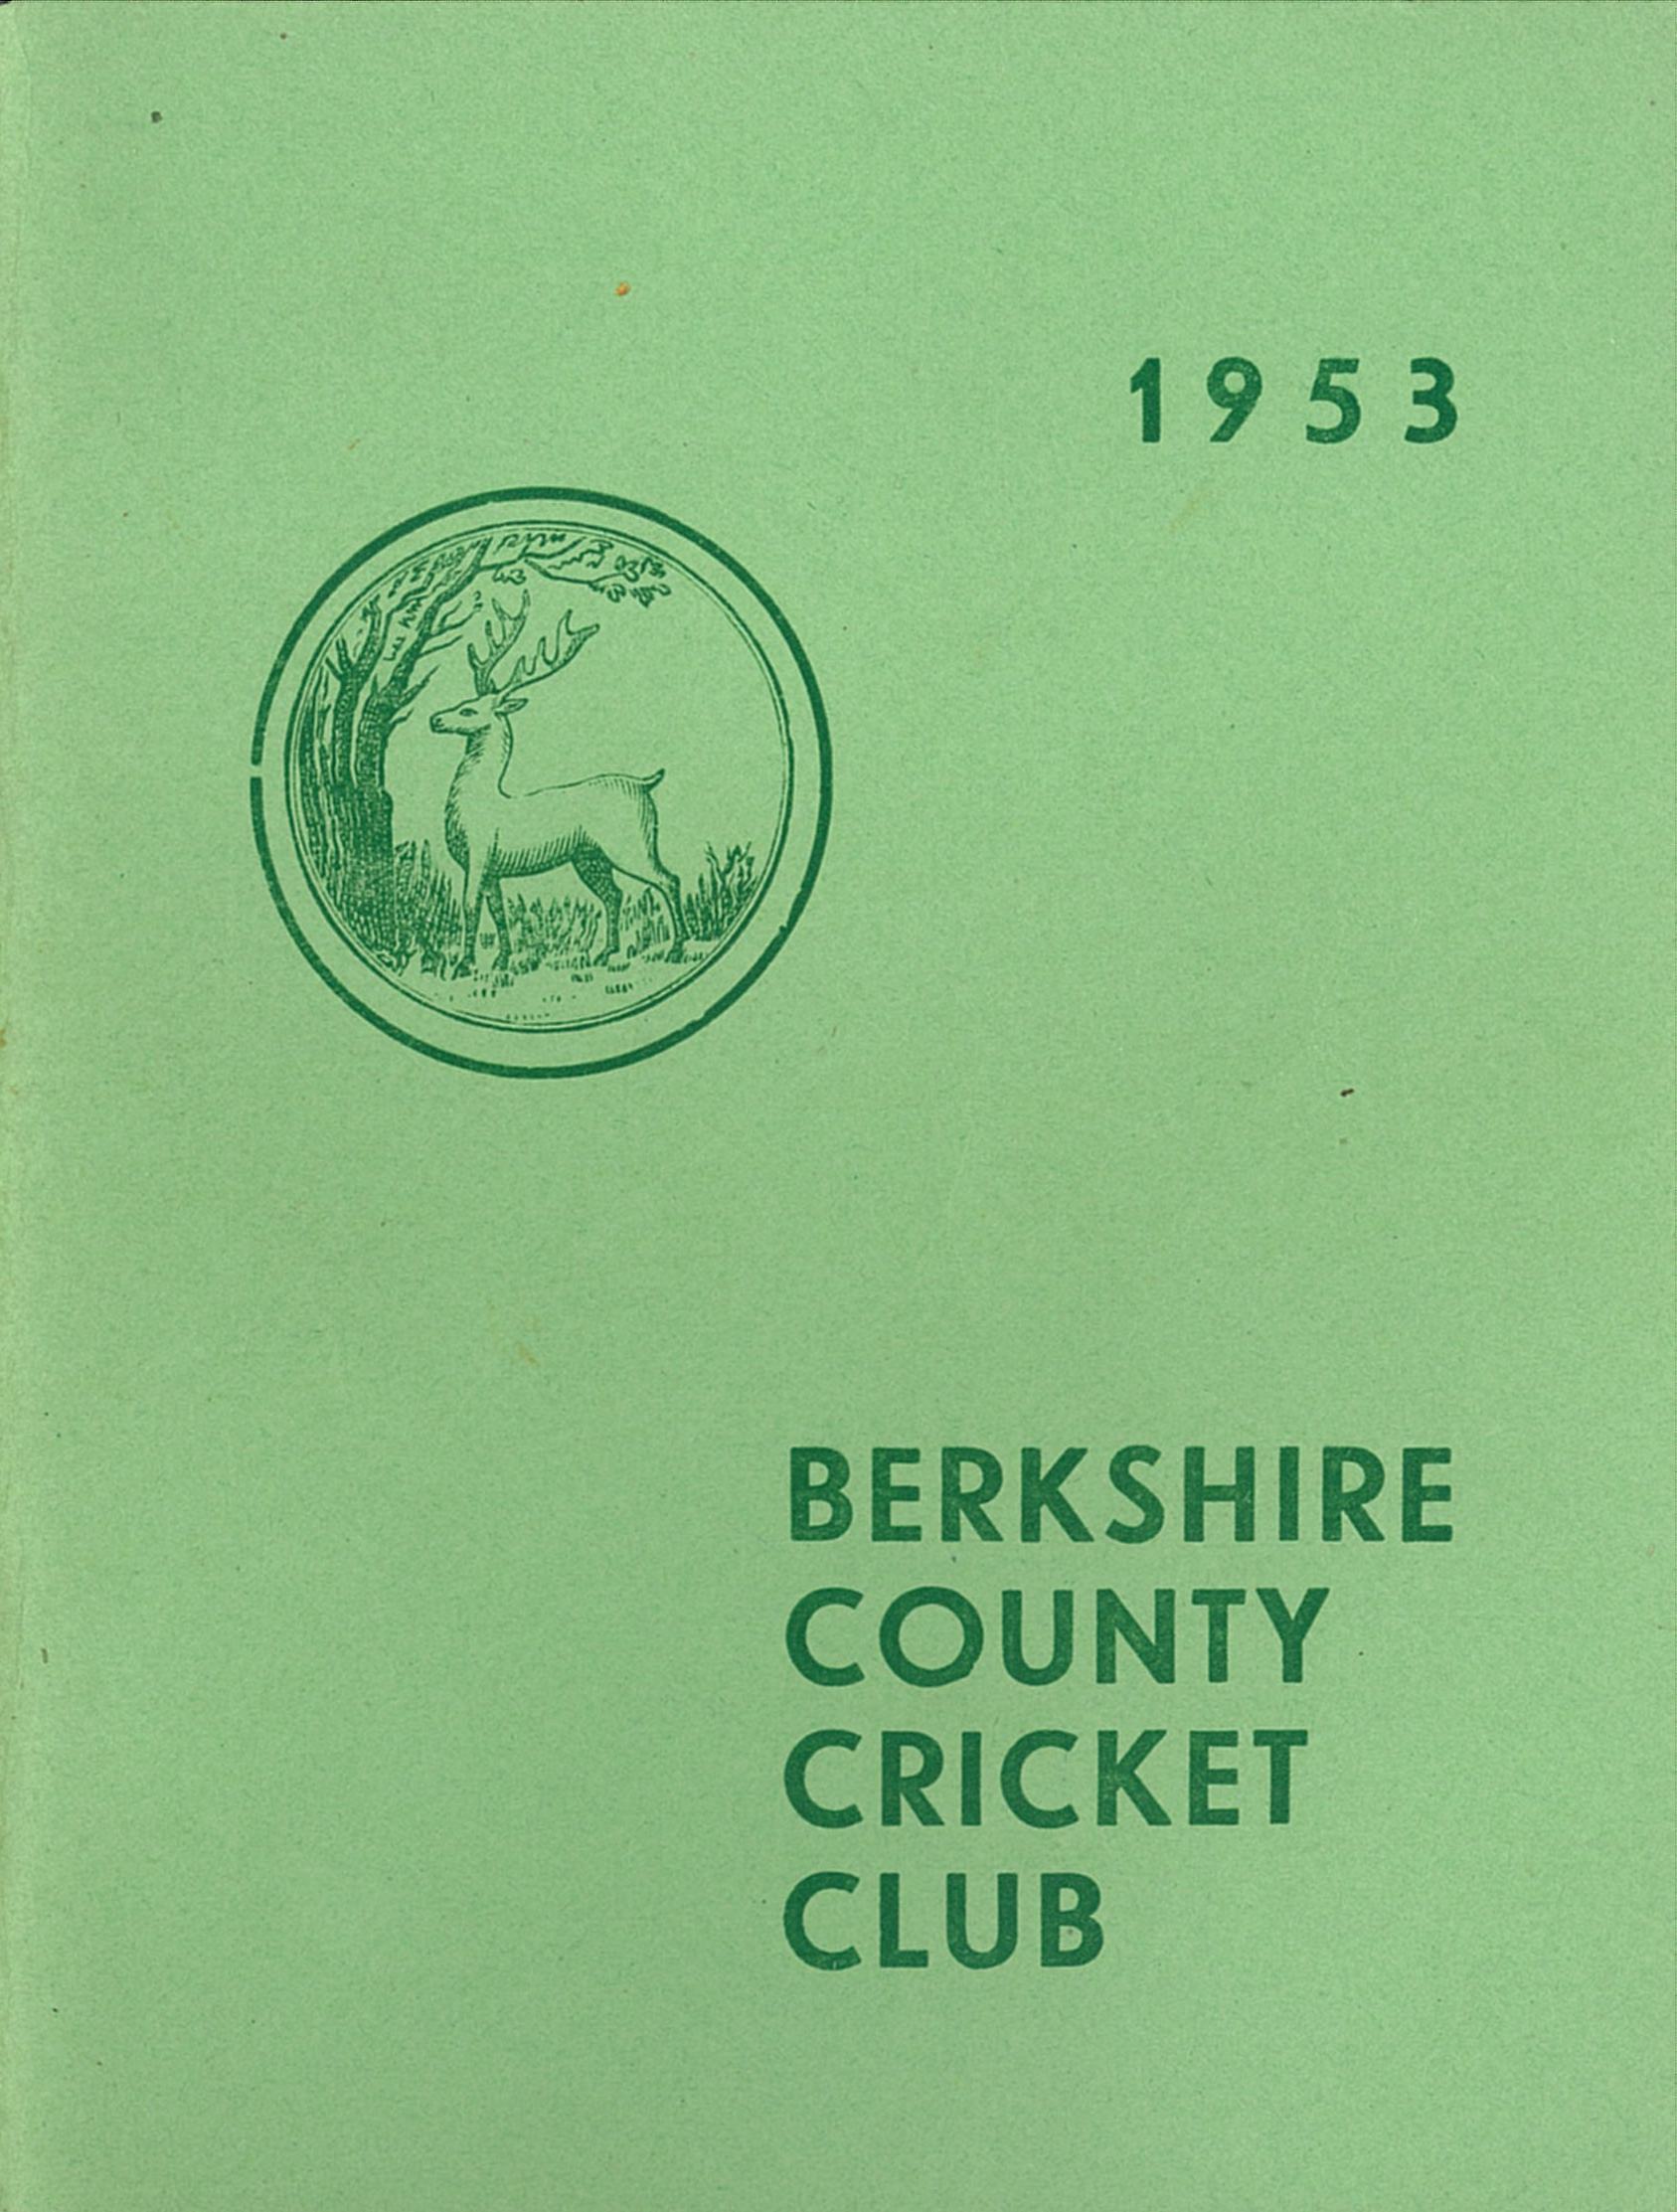 1953
BERKSHIRE
COUNTY
CRICKET
CLUB